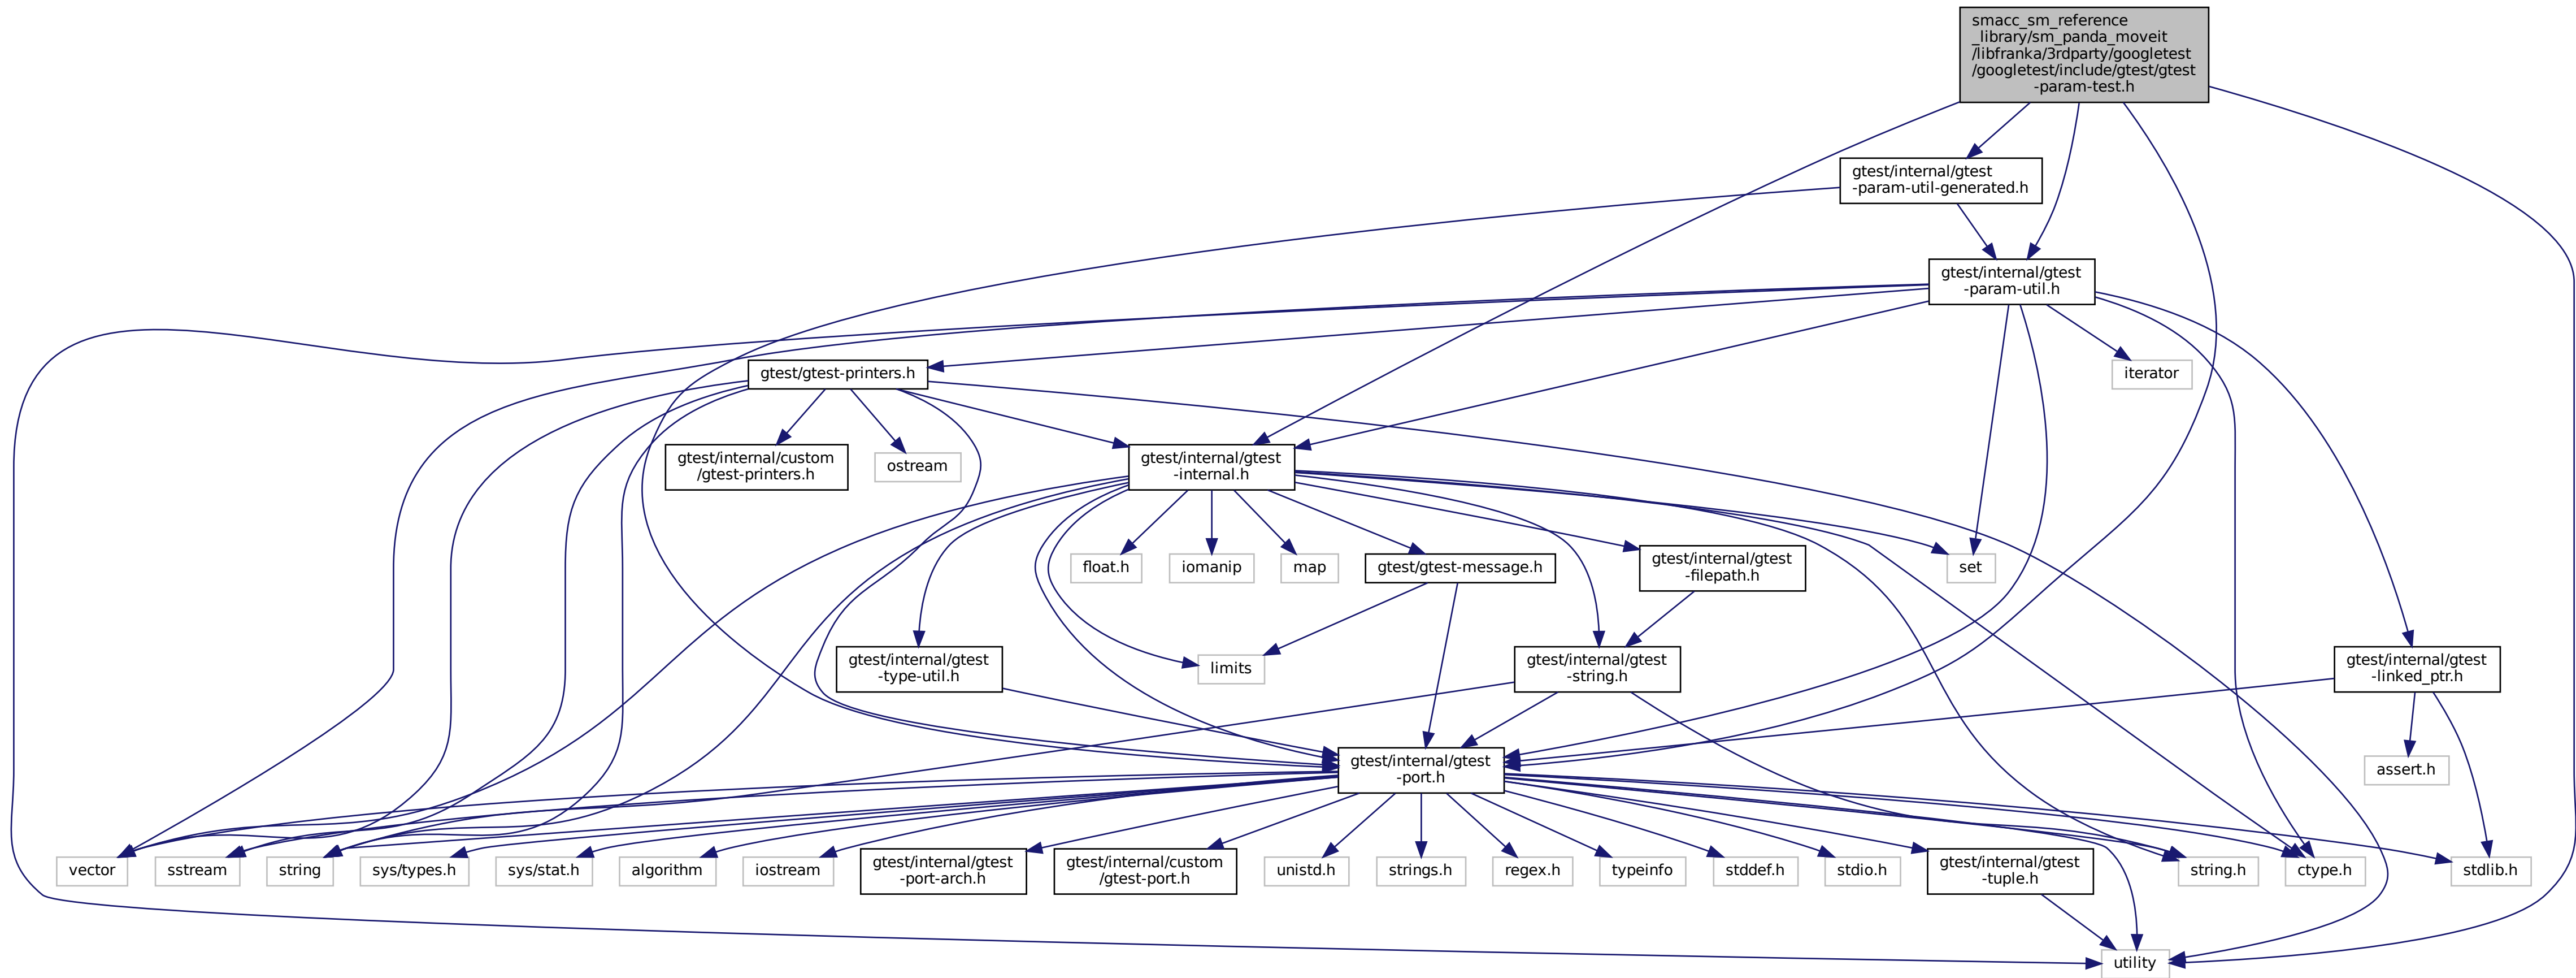 smacc_sm_reference
_library/sm_panda_moveit
/libfranka/3rdparty/googletest
/googletest/include/gtest/gtest
-param-test.h
gtest/internal/gtest
-param-util-generated.h
gtest/internal/gtest
-param-util.h
gtest/gtest-printers.h
iterator
gtest/internal/custom
/gtest-printers.h
ostream
gtest/internal/gtest
-internal.h
float.h
iomanip
map
gtest/gtest-message.h
gtest/internal/gtest
-filepath.h
set
gtest/internal/gtest
-type-util.h
limits
gtest/internal/gtest
-string.h
gtest/internal/gtest
-linked_ptr.h
gtest/internal/gtest
-port.h
assert.h
vector
sstream
string
sys/types.h
sys/stat.h
algorithm
iostream
gtest/internal/gtest
-port-arch.h
gtest/internal/custom
/gtest-port.h
unistd.h
strings.h
regex.h
typeinfo
stddef.h
stdio.h
gtest/internal/gtest
-tuple.h
string.h
ctype.h
stdlib.h
utility